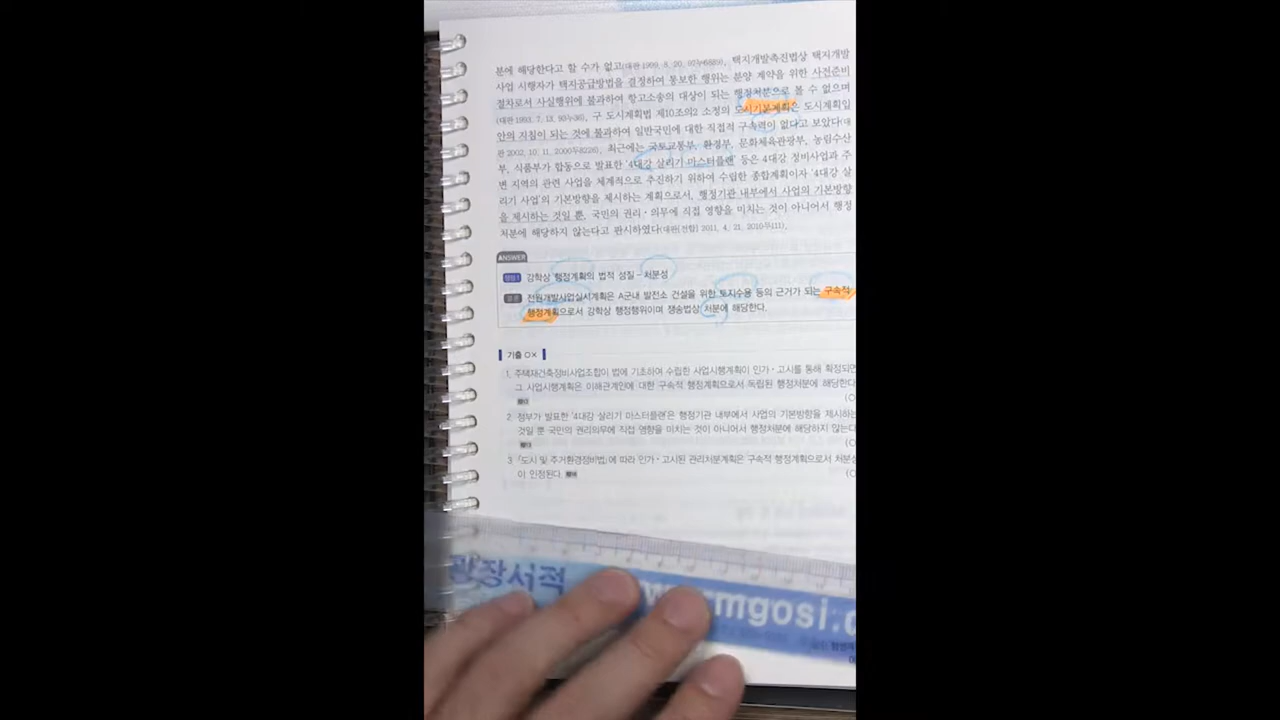 분에 해당한다고 할 수가 없고(대판 1999. 8. 20. 97누6889), 택지개발촉진법상 택지개발
사업 시행자가 택지공급방법을 결정하여 통보한 행위는 분양 계약을 위한 사전준비
절차로서 사실행위에 불과하여 항고소송의 대상이 되는 행정처분으로 볼 수 없으며
(대판 1993. 7. 13. 93누36), 구 도시계획법 제10조의2 소정의 도시기본계획은 도시계획입
안의 지침이 되는 것에 불과하여 일반국민에 대한 직접적 구속력이 없다고 보았다(대
판 2002. 10. 11. 2000두8226). 최근에는 국토교통부, 환경부, 문화체육관광부, 농림수산
부, 식품부가 합동으로 발표한 '4대강 살리기 마스터플랜' 등은 4대강 정비사업과 주
변 지역의 관련 사업을 체계적으로 추진하기 위하여 수립한 종합계획이자 '4대강 살
리기 사업'의 기본방향을 제시하는 계획으로서, 행정기관 내부에서 사업의 기본방향
을 제시하는 것일 뿐, 국민의 권리·의무에 직접 영향을 미치는 것이 아니어서 행정
처분에 해당하지 않는다고 판시하였다(대판[전합] 2011. 4. 21. 2010무111).
ANSWER
쟁점1 강학상 행정계획의 법적 성질 - 처분성
전원개발사업실시계획은 A군내 발전소 건설을 위한 토지수용 등의 근거가 되는 구속적
행정계획으로서 강학상 행정행위이며 쟁송법상 처분에 해당한다.
기출 ○×
1. 주택재건축정비사업조합이 법에 기초하여 수립한 사업시행계획이 인가·고시를 통해 확정되면
그 사업시행계획은 이해관계인에 대한 구속적 행정계획으로서 독립된 행정처분에 해당한다.
(○
2. 정부가 발표한 '4대강 살리기 마스터플랜'은 행정기관 내부에서 사업의 기본방향을 제시하는
것일 뿐 국민의 권리의무에 직접 영향을 미치는 것이 아니어서 행정처분에 해당하지 않는다
(○
3. 「도시 및 주거환경정비법」에 따라 인가·고시된 관리처분계획은 구속적 행정계획으로서 처분성
이 인정된다. (○
광장서적
mgosi.c